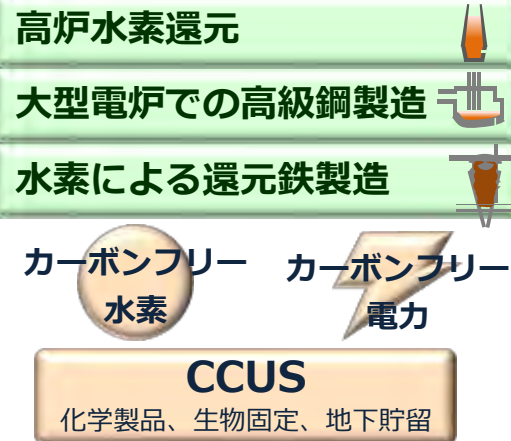 高炉水素還元
大型電炉での高級鋼製造
水素による還元鉄製造
カーボンフリー
水素
カーボンフリー
電力
CCUS
化学製品、生物固定、地下貯留